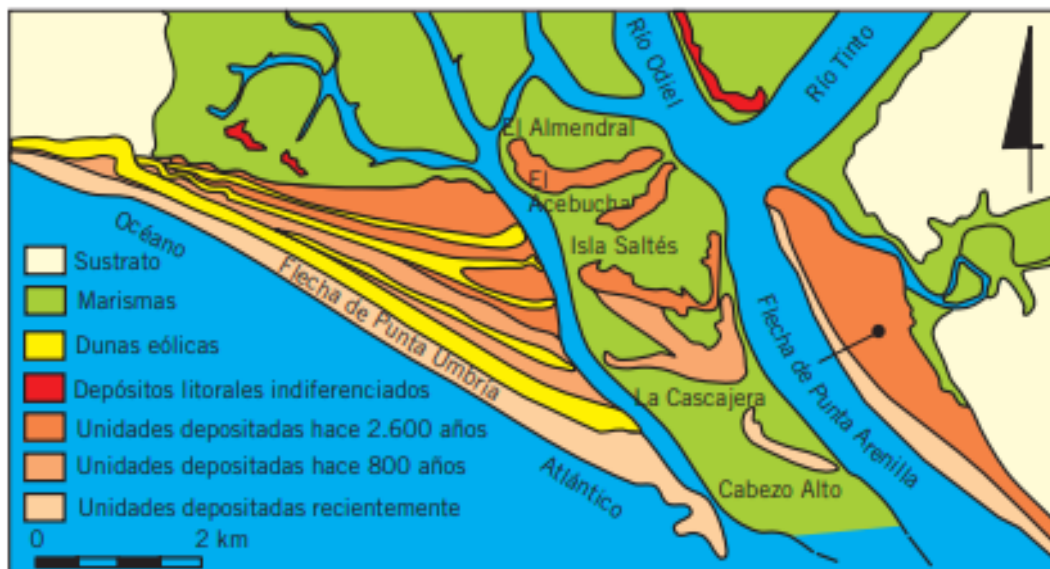 Río Odiel
Río Tinto
El Almendral
El
Acebuchal
Isla Saltés
Océano
Flecha de Punta Umbría
Atlántico
La Cascajera
Cabezo Alto
Flecha de Punta Arenilla
Sustrato
Marismas
Dunas eólicas
Depósitos litorales indiferenciados
Unidades depositadas hace 2.600 años
Unidades depositadas hace 800 años
Unidades depositadas recientemente
0 2 km